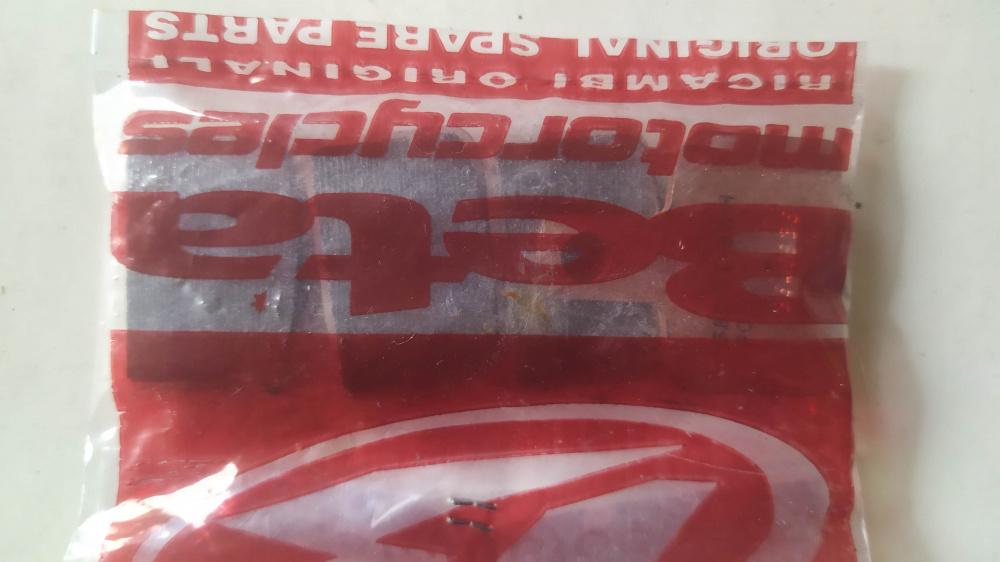 Beta
motorcycles
RICAMBI ORIGINALI
ORIGINAL SPARE PARTS